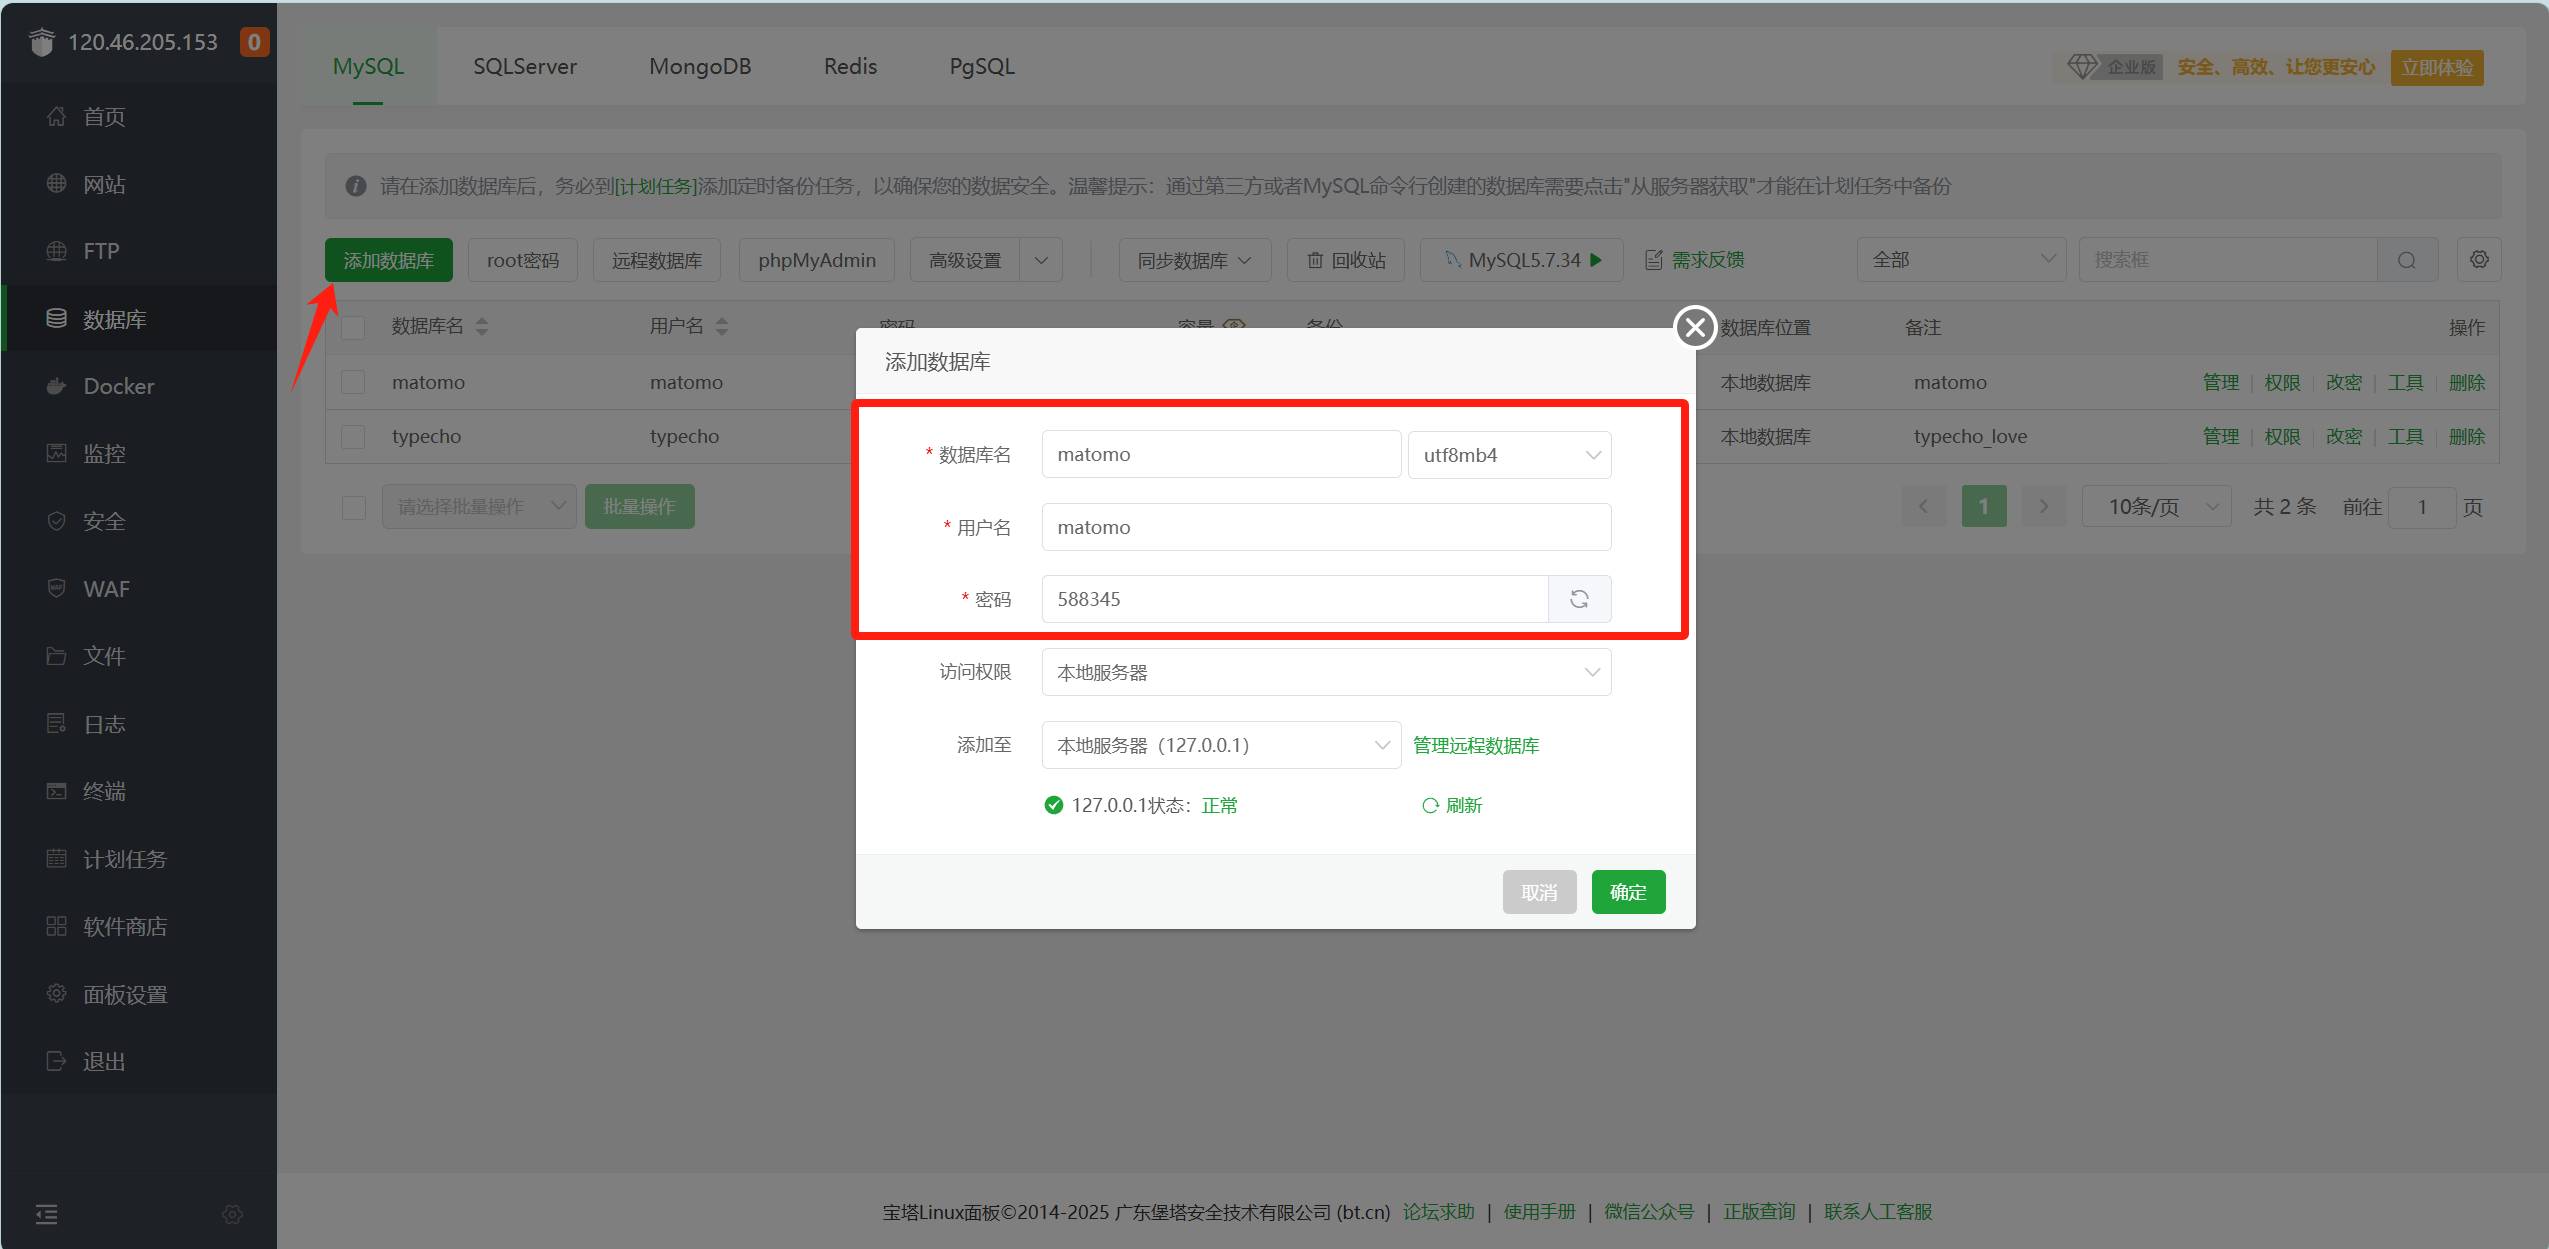 120.46.205.153 0
首页
网站
FTP
数据库
Docker
监控
安全
WAF
文件
日志
终端
计划任务
软件商店
面板设置
退出
MySQL SQLServer MongoDB Redis PgSQL
企业版 安全、高效、让您更安心 立即体验
请在添加数据库后，务必到[计划任务]添加定时备份任务，以确保您的数据安全。温馨提示：通过第三方或者MySQL命令行创建的数据库需要点击"从服务器获取"才能在计划任务中备份
添加数据库 root密码 远程数据库 phpMyAdmin 高级设置 同步数据库 回收站 MySQL5.7.34 需求反馈 全部 搜索框
数据库名 用户名 密码 容量 备份 数据库位置 备注 操作
matomo matomo 本地数据库 matomo 管理 | 权限 | 改密 | 工具 | 删除
typecho typecho 本地数据库 typecho_love 管理 | 权限 | 改密 | 工具 | 删除
请选择批量操作 批量操作 1 10条/页 共 2 条 前往 1 页
添加数据库
* 数据库名 matomo utf8mb4
* 用户名 matomo
* 密码 588345
访问权限 本地服务器
添加至 本地服务器（127.0.0.1） 管理远程数据库
127.0.0.1状态：正常 刷新
取消 确定
宝塔Linux面板©2014-2025 广东堡塔安全技术有限公司 (bt.cn) 论坛求助 | 使用手册 | 微信公众号 | 正版查询 | 联系人工客服